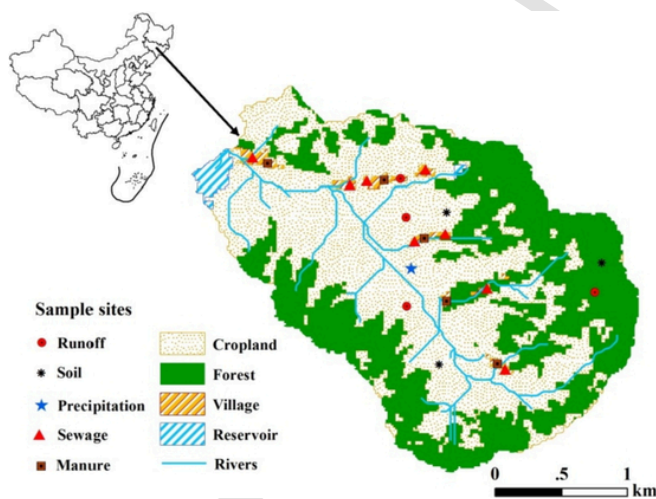 Sample sites
Runoff
Soil
Precipitation
Sewage
Manure
Cropland
Forest
Village
Reservoir
Rivers
0 .5 1
km